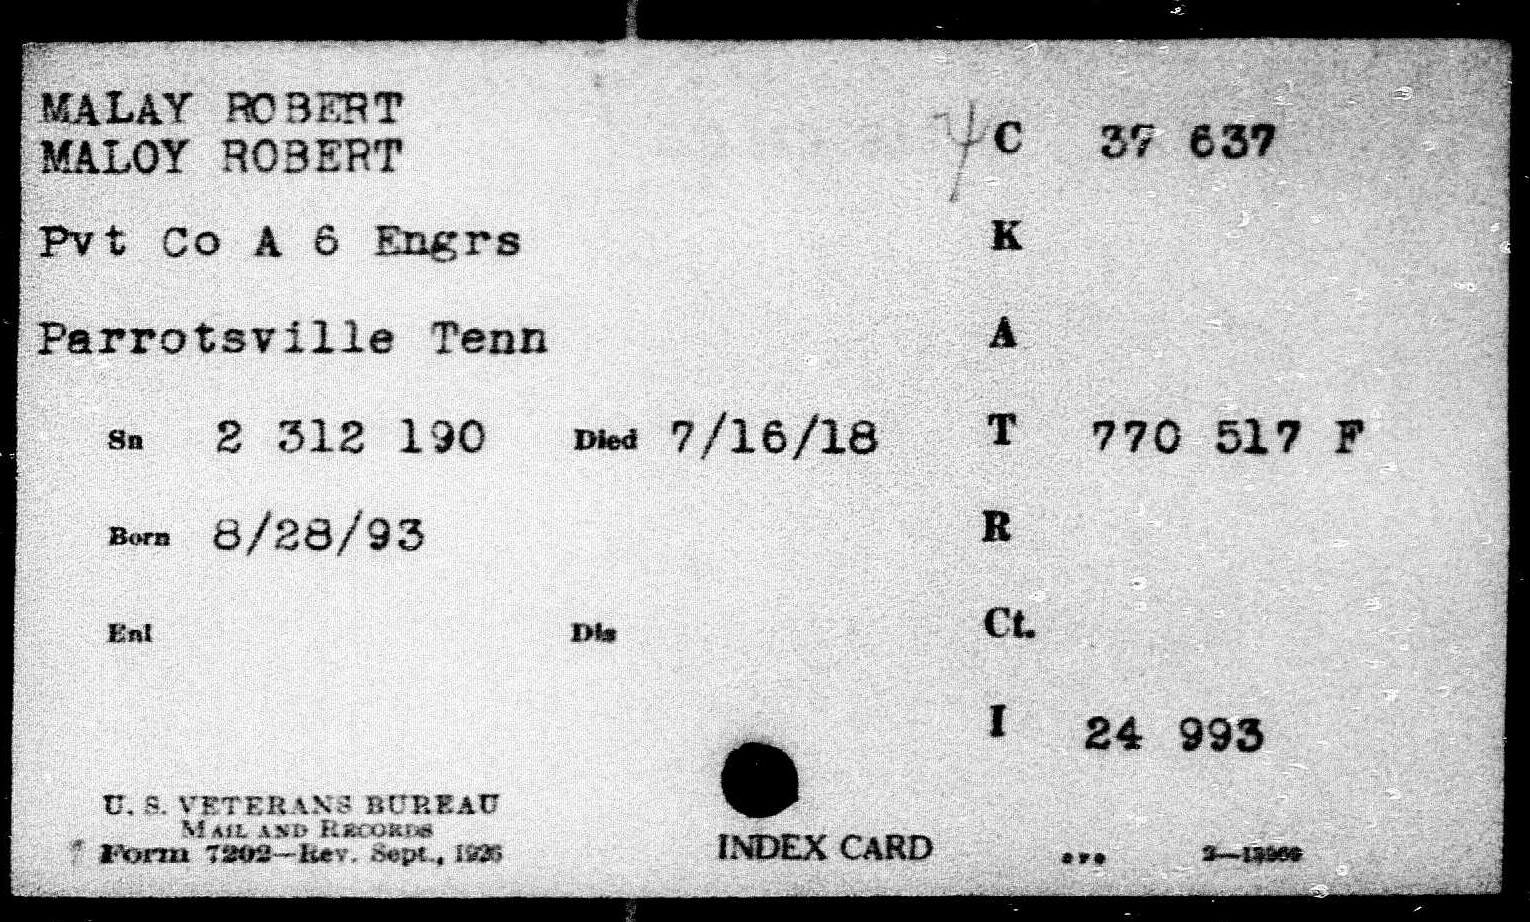 MALAY ROBERT
MALOY ROBERT
C 37 637
Pvt Co A 6 Engrs
K
Parrotsville Tenn
A
Sn 2 312 190 Died 7/16/18
T 770 517 F
Born 8/28/93
R
Enl Dis
Ct.
I 24 993
U. S. VETERANS BUREAU
MAIL AND RECORDS
Form 7202—Rev. Sept., 1926
INDEX CARD